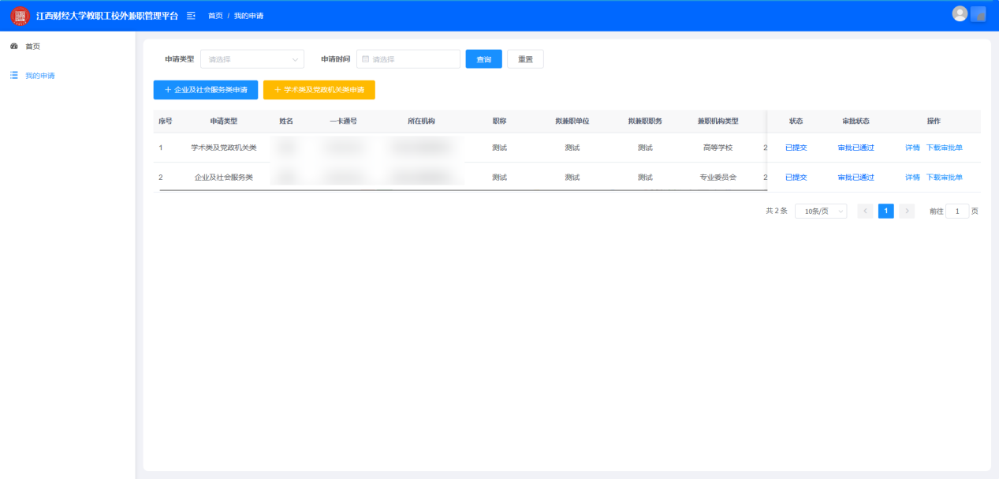 江西财经大学教职工校外兼职管理平台 首页 / 我的申请
首页
我的申请
申请类型 请选择 申请时间 请选择 查询 重置
+ 企业及社会服务类申请 + 学术类及党政机关类申请
序号 申请类型 姓名 一卡通号 所在机构 职称 拟兼职单位 拟兼职职务 兼职机构类型 状态 审批状态 操作
1 学术类及党政机关类 测试 测试 测试 高等学校 2 已提交 审批已通过 详情 下载审批单
2 企业及社会服务类 测试 测试 测试 专业委员会 2 已提交 审批已通过 详情 下载审批单
共 2 条 10条/页 < 1 > 前往 1 页